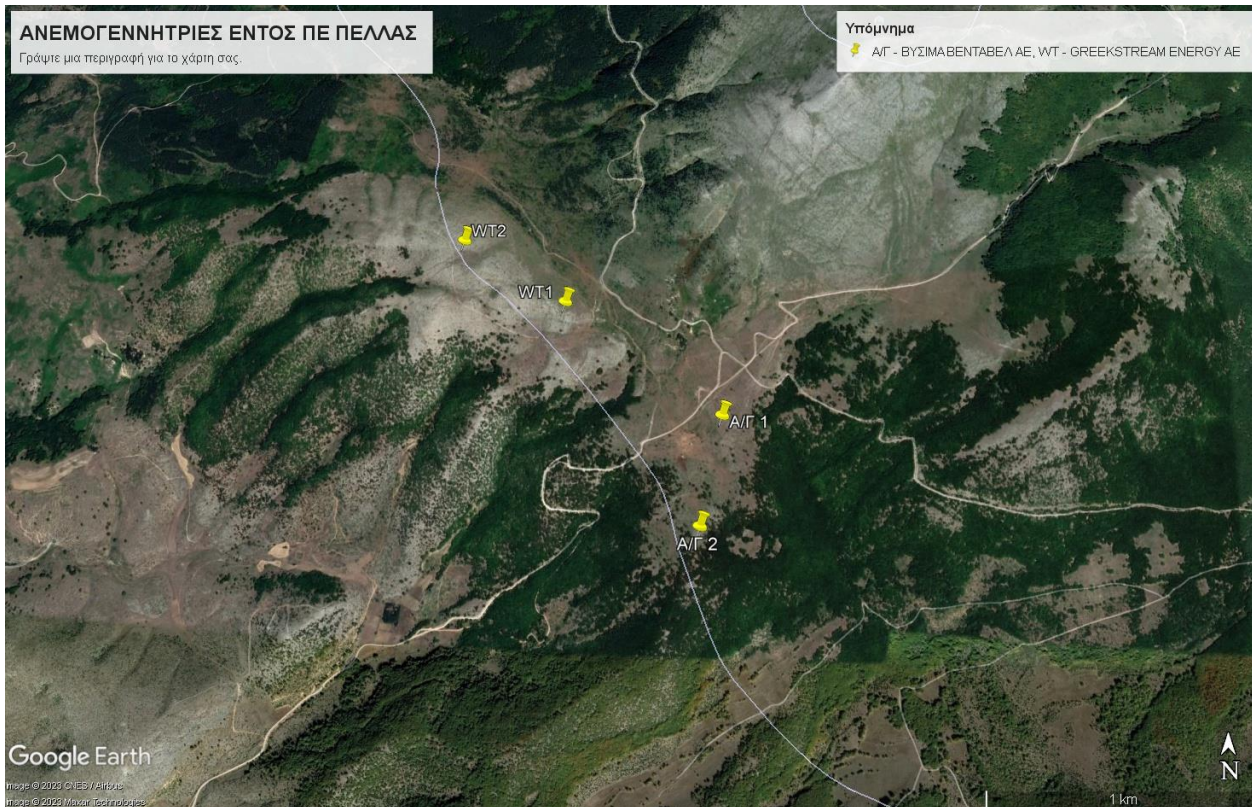 ΑΝΕΜΟΓΕΝΝΗΤΡΙΕΣ ΕΝΤΟΣ ΠΕ ΠΕΛΛΑΣ
Γράψτε μια περιγραφή για το χάρτη σας.
Υπόμνημα
Α/Γ - ΒΥΣΙΜΑ ΒΕΝΤΑΒΕΛ ΑΕ, WT - GREEKSTREAM ENERGY AE
WT2
WT1
Α/Γ 1
Α/Γ 2
Google Earth
Image © 2023 CNES / Airbus
Image © 2023 Maxar Technologies
N
1 km